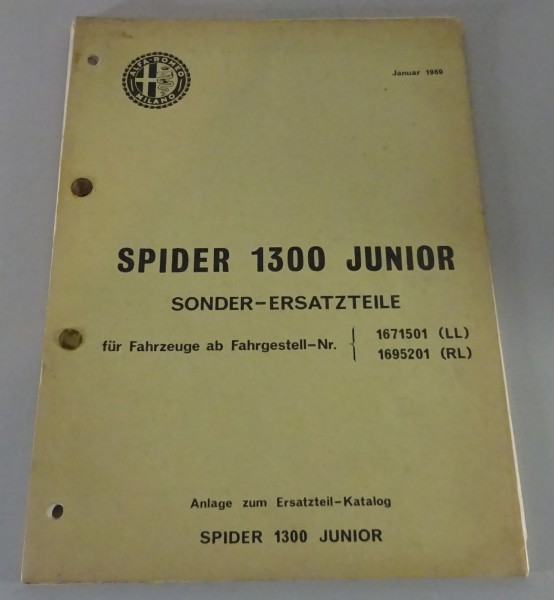 ALFA-ROMEO
MILANO
Januar 1969
SPIDER 1300 JUNIOR
SONDER-ERSATZTEILE
für Fahrzeuge ab Fahrgestell-Nr. { 1671501 (LL)
1695201 (RL)
Anlage zum Ersatzteil-Katalog
SPIDER 1300 JUNIOR